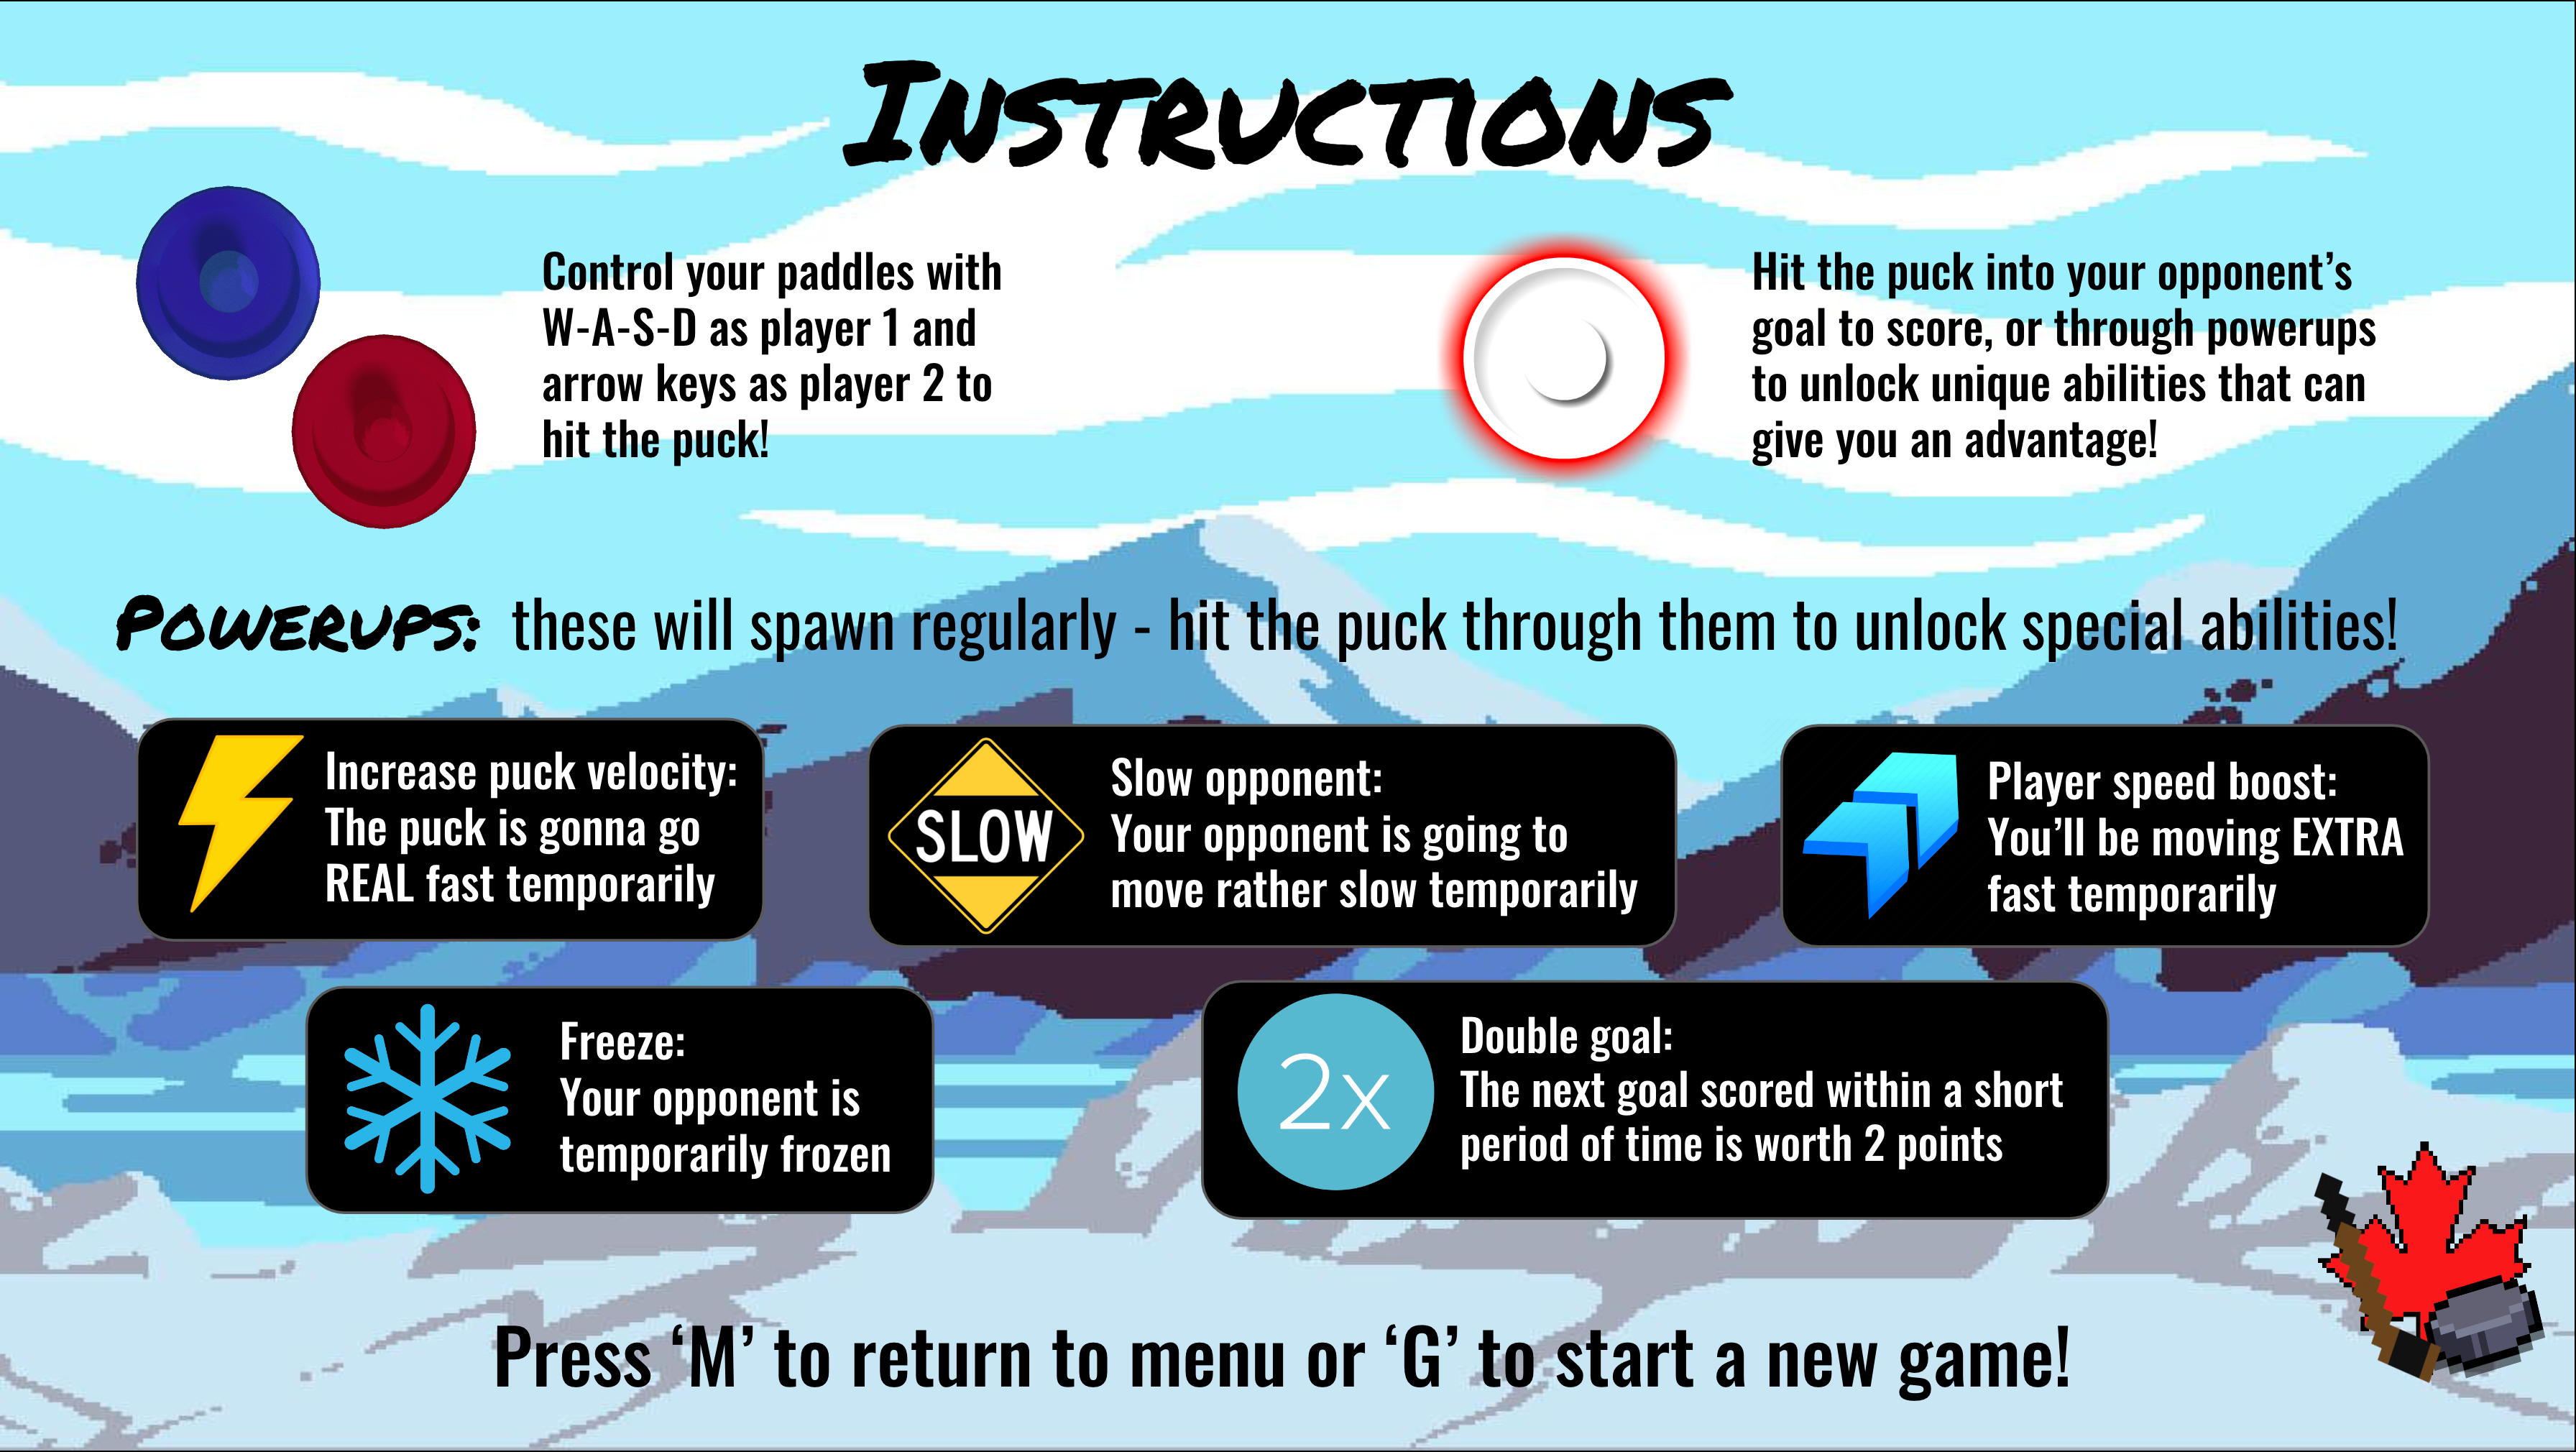 Instructions
Control your paddles with
W-A-S-D as player 1 and
arrow keys as player 2 to
hit the puck!
Hit the puck into your opponent’s
goal to score, or through powerups
to unlock unique abilities that can
give you an advantage!
Powerups: these will spawn regularly - hit the puck through them to unlock special abilities!
Increase puck velocity:
The puck is gonna go
REAL fast temporarily
SLOW
Slow opponent:
Your opponent is going to
move rather slow temporarily
Player speed boost:
You’ll be moving EXTRA
fast temporarily
Freeze:
Your opponent is
temporarily frozen
2x
Double goal:
The next goal scored within a short
period of time is worth 2 points
Press ‘M’ to return to menu or ‘G’ to start a new game!